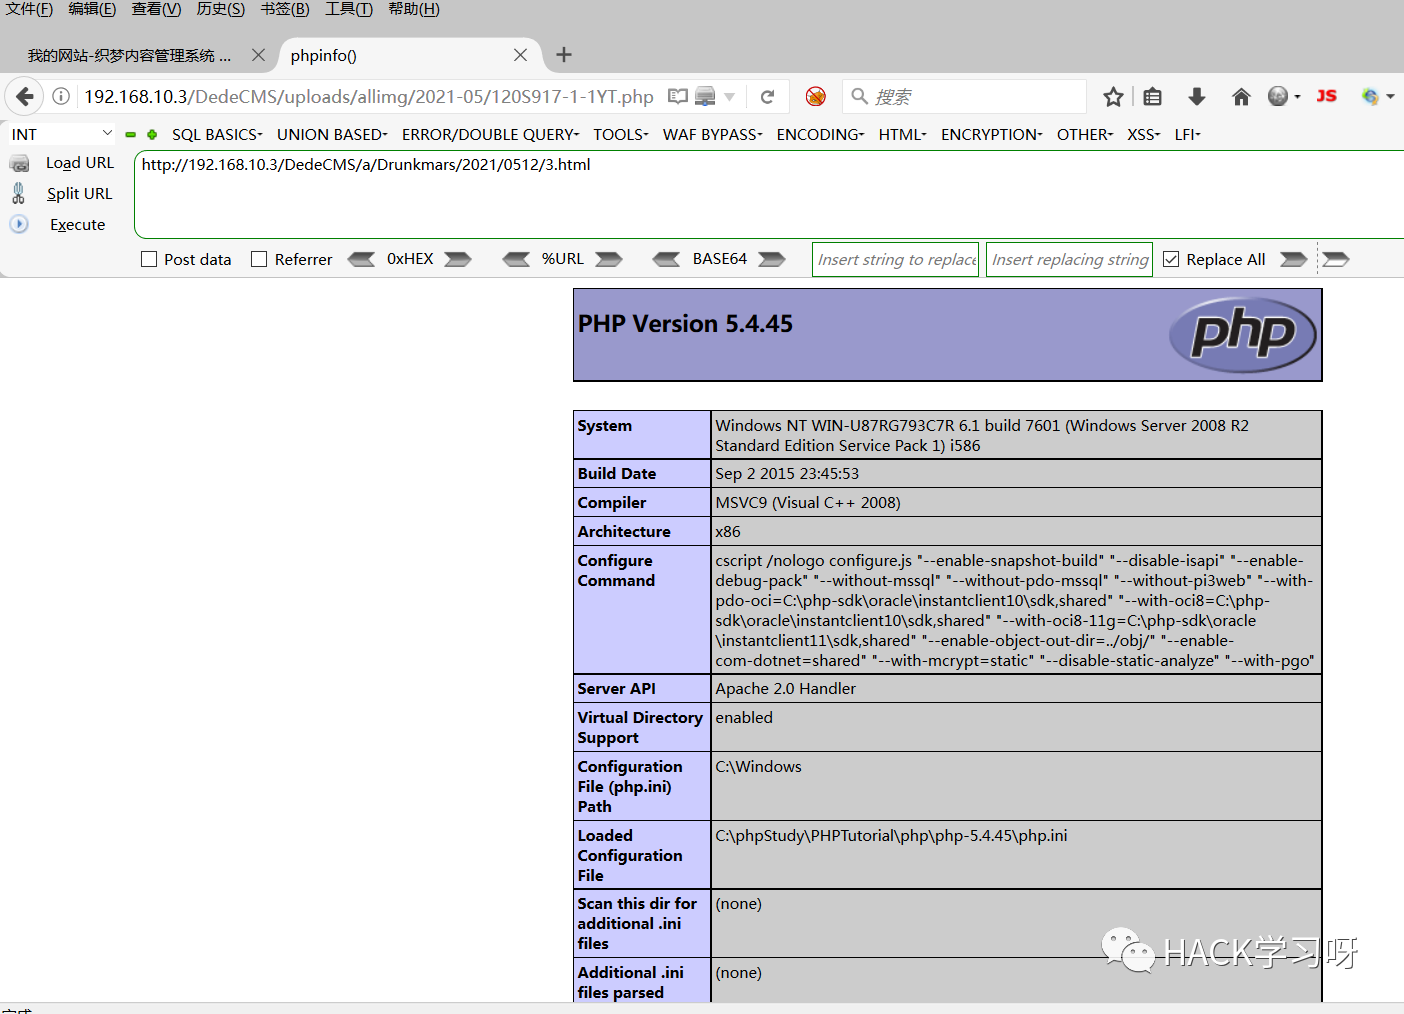 文件(F) 编辑(E) 查看(V) 历史(S) 书签(B) 工具(T) 帮助(H)
我的网站-织梦内容管理系统 ... phpinfo()
192.168.10.3/DedeCMS/uploads/allimg/2021-05/120S917-1-1YT.php 搜索 JS
INT SQL BASICS UNION BASED ERROR/DOUBLE QUERY TOOLS WAF BYPASS ENCODING HTML ENCRYPTION OTHER XSS LFI
Load URL http://192.168.10.3/DedeCMS/a/Drunkmars/2021/0512/3.html
Split URL
Execute
Post data Referrer 0xHEX %URL BASE64 Insert string to replace Insert replacing string Replace All
PHP Version 5.4.45
php
System Windows NT WIN-U87RG793C7R 6.1 build 7601 (Windows Server 2008 R2
Standard Edition Service Pack 1) i586
Build Date Sep 2 2015 23:45:53
Compiler MSVC9 (Visual C++ 2008)
Architecture x86
Configure cscript /nologo configure.js "--enable-snapshot-build" "--disable-isapi" "--enable-
Command debug-pack" "--without-mssql" "--without-pdo-mssql" "--without-pi3web" "--with-
pdo-oci=C:\php-sdk\oracle\instantclient10\sdk,shared" "--with-oci8=C:\php-
sdk\oracle\instantclient10\sdk,shared" "--with-oci8-11g=C:\php-sdk\oracle
\instantclient11\sdk,shared" "--enable-object-out-dir=../obj/" "--enable-
com-dotnet=shared" "--with-mcrypt=static" "--disable-static-analyze" "--with-pgo"
Server API Apache 2.0 Handler
Virtual Directory enabled
Support
Configuration C:\Windows
File (php.ini)
Path
Loaded C:\phpStudy\PHPTutorial\php\php-5.4.45\php.ini
Configuration
File
Scan this dir for (none)
additional .ini
files
HACK学习呀
Additional .ini (none)
files parsed